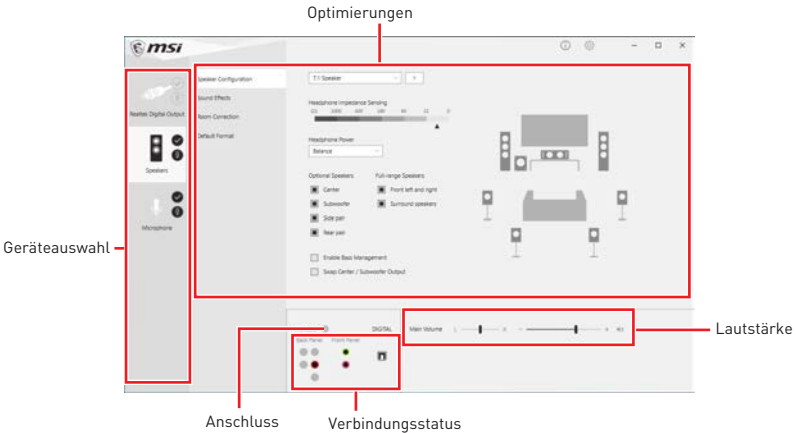 Optimierungen
msi
Speaker Configuration
Sound Effects
Room Correction
Default Format
Realtek Digital Output
Speakers
Microphone
7.1 Speaker
Headphone Impedance Sensing
Headphone Power
Balance
Optional Speakers Full-range Speakers
Center Front left and right
Subwoofer Surround speakers
Side pair
Rear pair
Enable Bass Management
Swap Center / Subwoofer Output
Geräteauswahl
DIGITAL
Main Volume L R - +
Back Panel Front Panel
Lautstärke
Anschluss
Verbindungsstatus